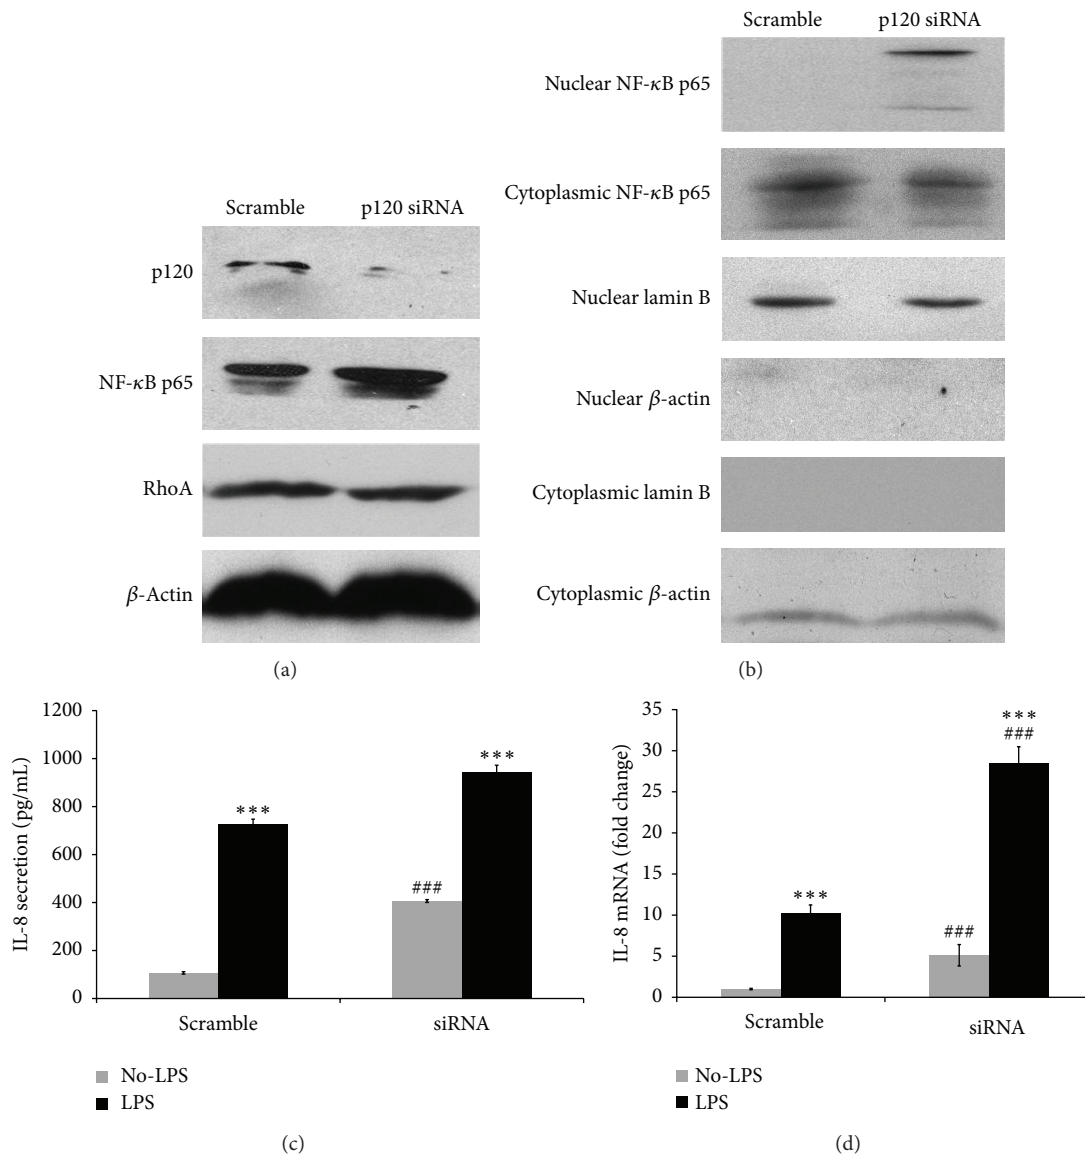 Scramble p120 siRNA
p120
NF-κB p65
RhoA
β-Actin
(a)
Scramble p120 siRNA
Nuclear NF-κB p65
Cytoplasmic NF-κB p65
Nuclear lamin B
Nuclear β-actin
Cytoplasmic lamin B
Cytoplasmic β-actin
(b)
IL-8 secretion (pg/mL)
1200
1000
800
600
400
200
0
***
###
***
Scramble siRNA
No-LPS
LPS
(c)
IL-8 mRNA (fold change)
35
30
25
20
15
10
5
0
***
###
***
###
Scramble siRNA
No-LPS
LPS
(d)